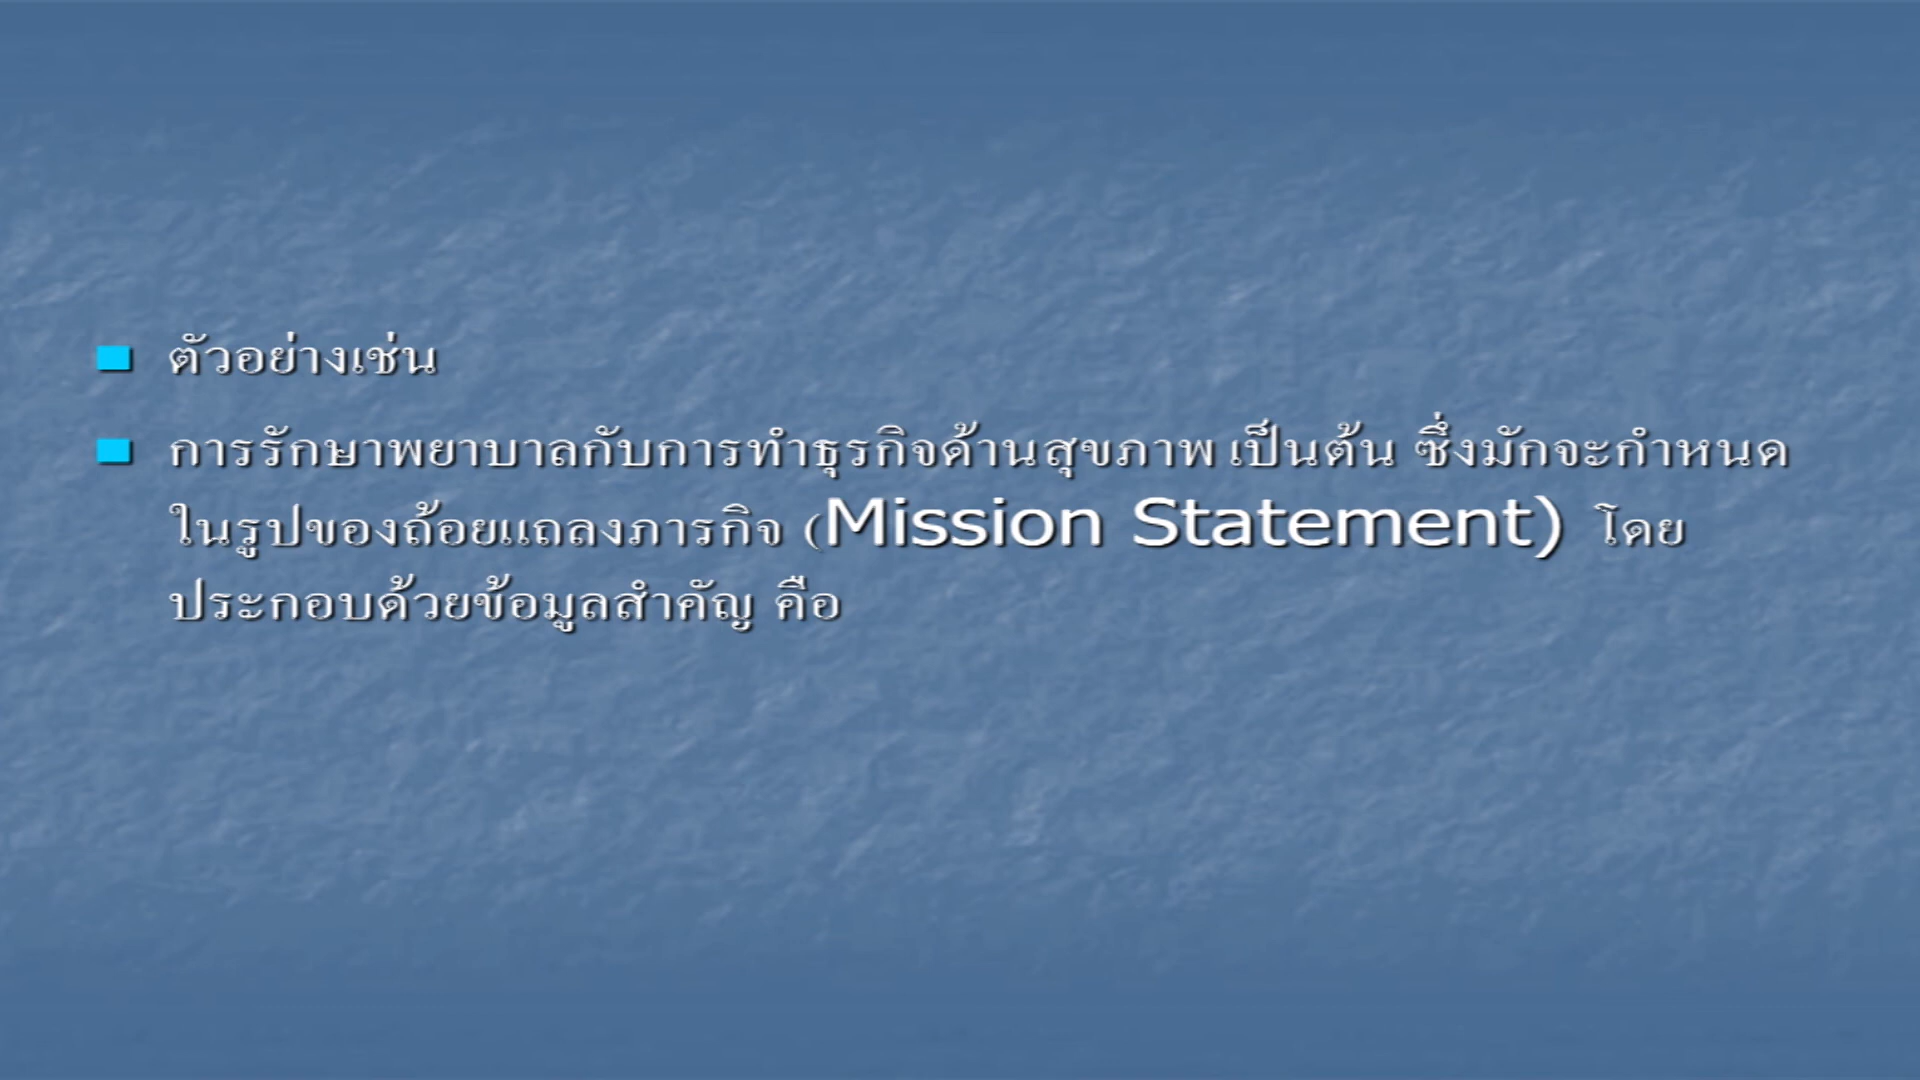 ตัวอย่างเช่น
การรักษาพยาบาลกับการทำธุรกิจด้านสุขภาพ เป็นต้น ซึ่งมักจะกำหนด
ในรูปของถ้อยแถลงภารกิจ (Mission Statement) โดย
ประกอบด้วยข้อมูลสำคัญ คือ